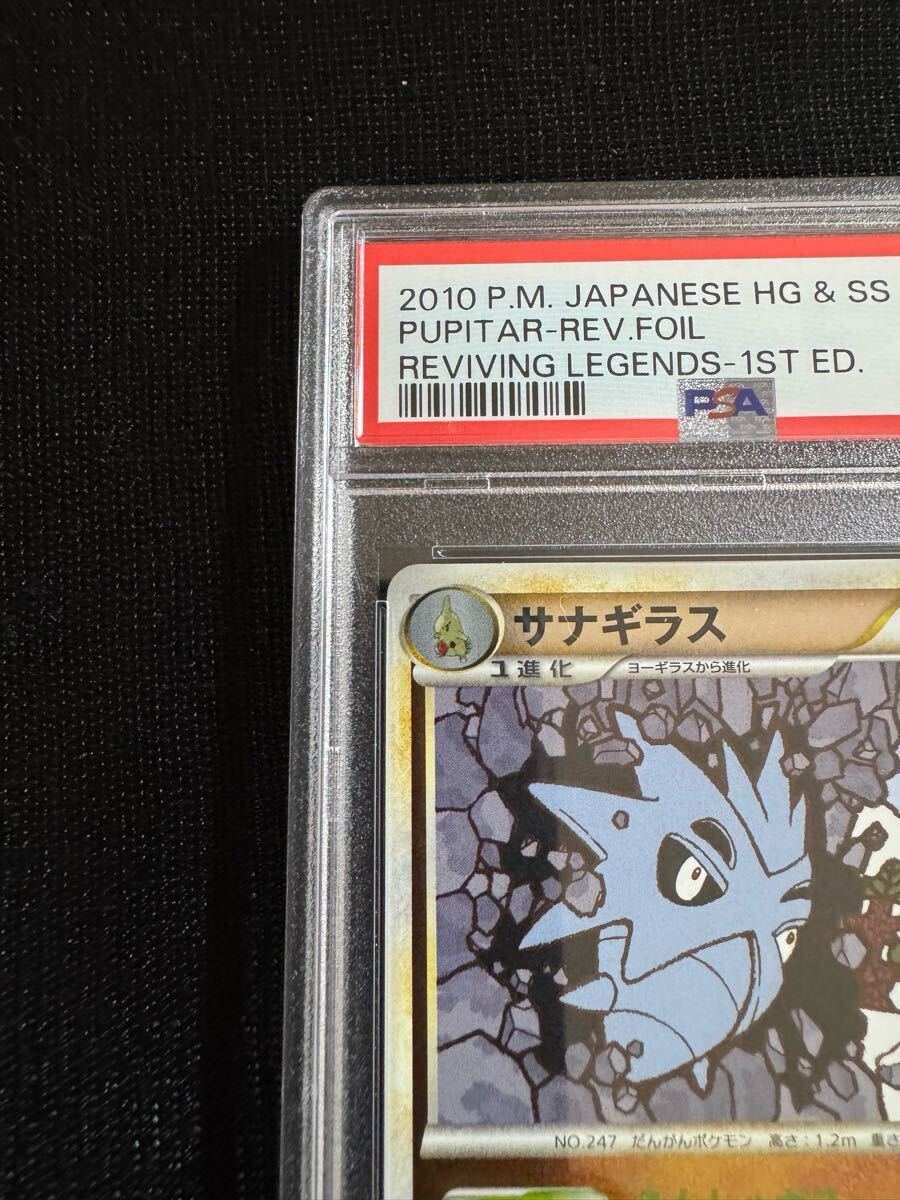 2010 P.M. JAPANESE HG & SS
PUPITAR-REV.FOIL
REVIVING LEGENDS-1ST ED.
PSA
サナギラス
1進化
ヨーギラスから進化
NO.247 だんがんポケモン 高さ:1.2m 重さ